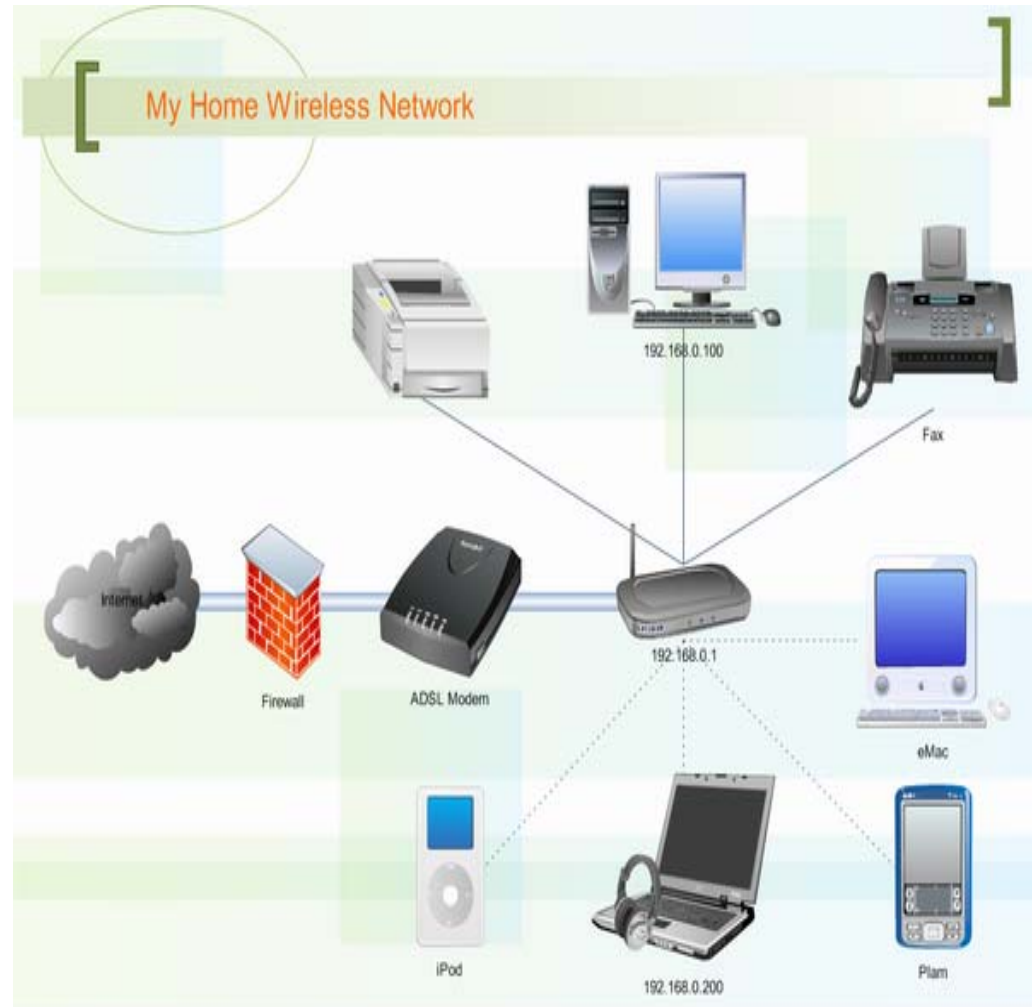 My Home Wireless Network
192.168.0.100
Fax
Internet
192.168.0.1
Firewall
ADSL Modem
eMac
iPod
192.168.0.200
Plam